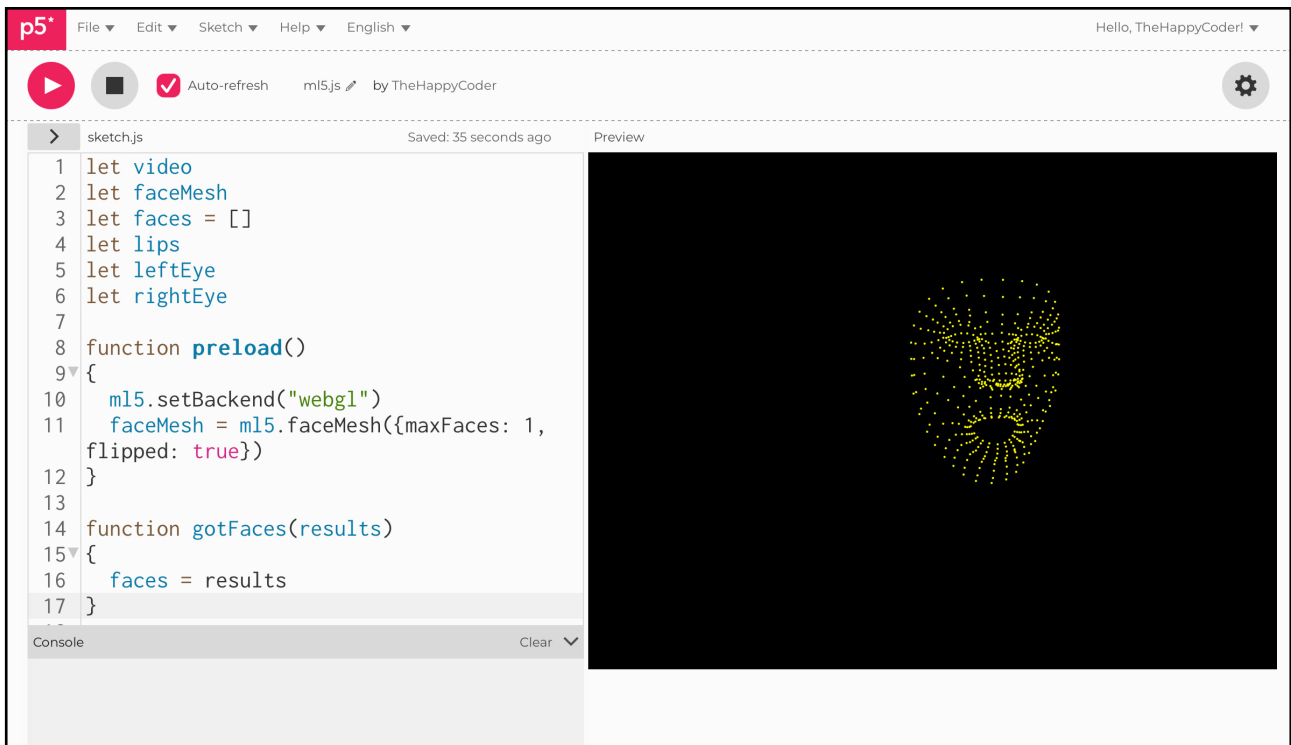 p5* File Edit Sketch Help English Hello, TheHappyCoder!
Auto-refresh ml5.js by TheHappyCoder
sketch.js Saved: 35 seconds ago Preview
1 let video
2 let faceMesh
3 let faces = []
4 let lips
5 let leftEye
6 let rightEye
7
8 function preload()
9 {
10 ml5.setBackend("webgl")
11 faceMesh = ml5.faceMesh({maxFaces: 1,
flipped: true})
12 }
13
14 function gotFaces(results)
15 {
16 faces = results
17 }
Console Clear